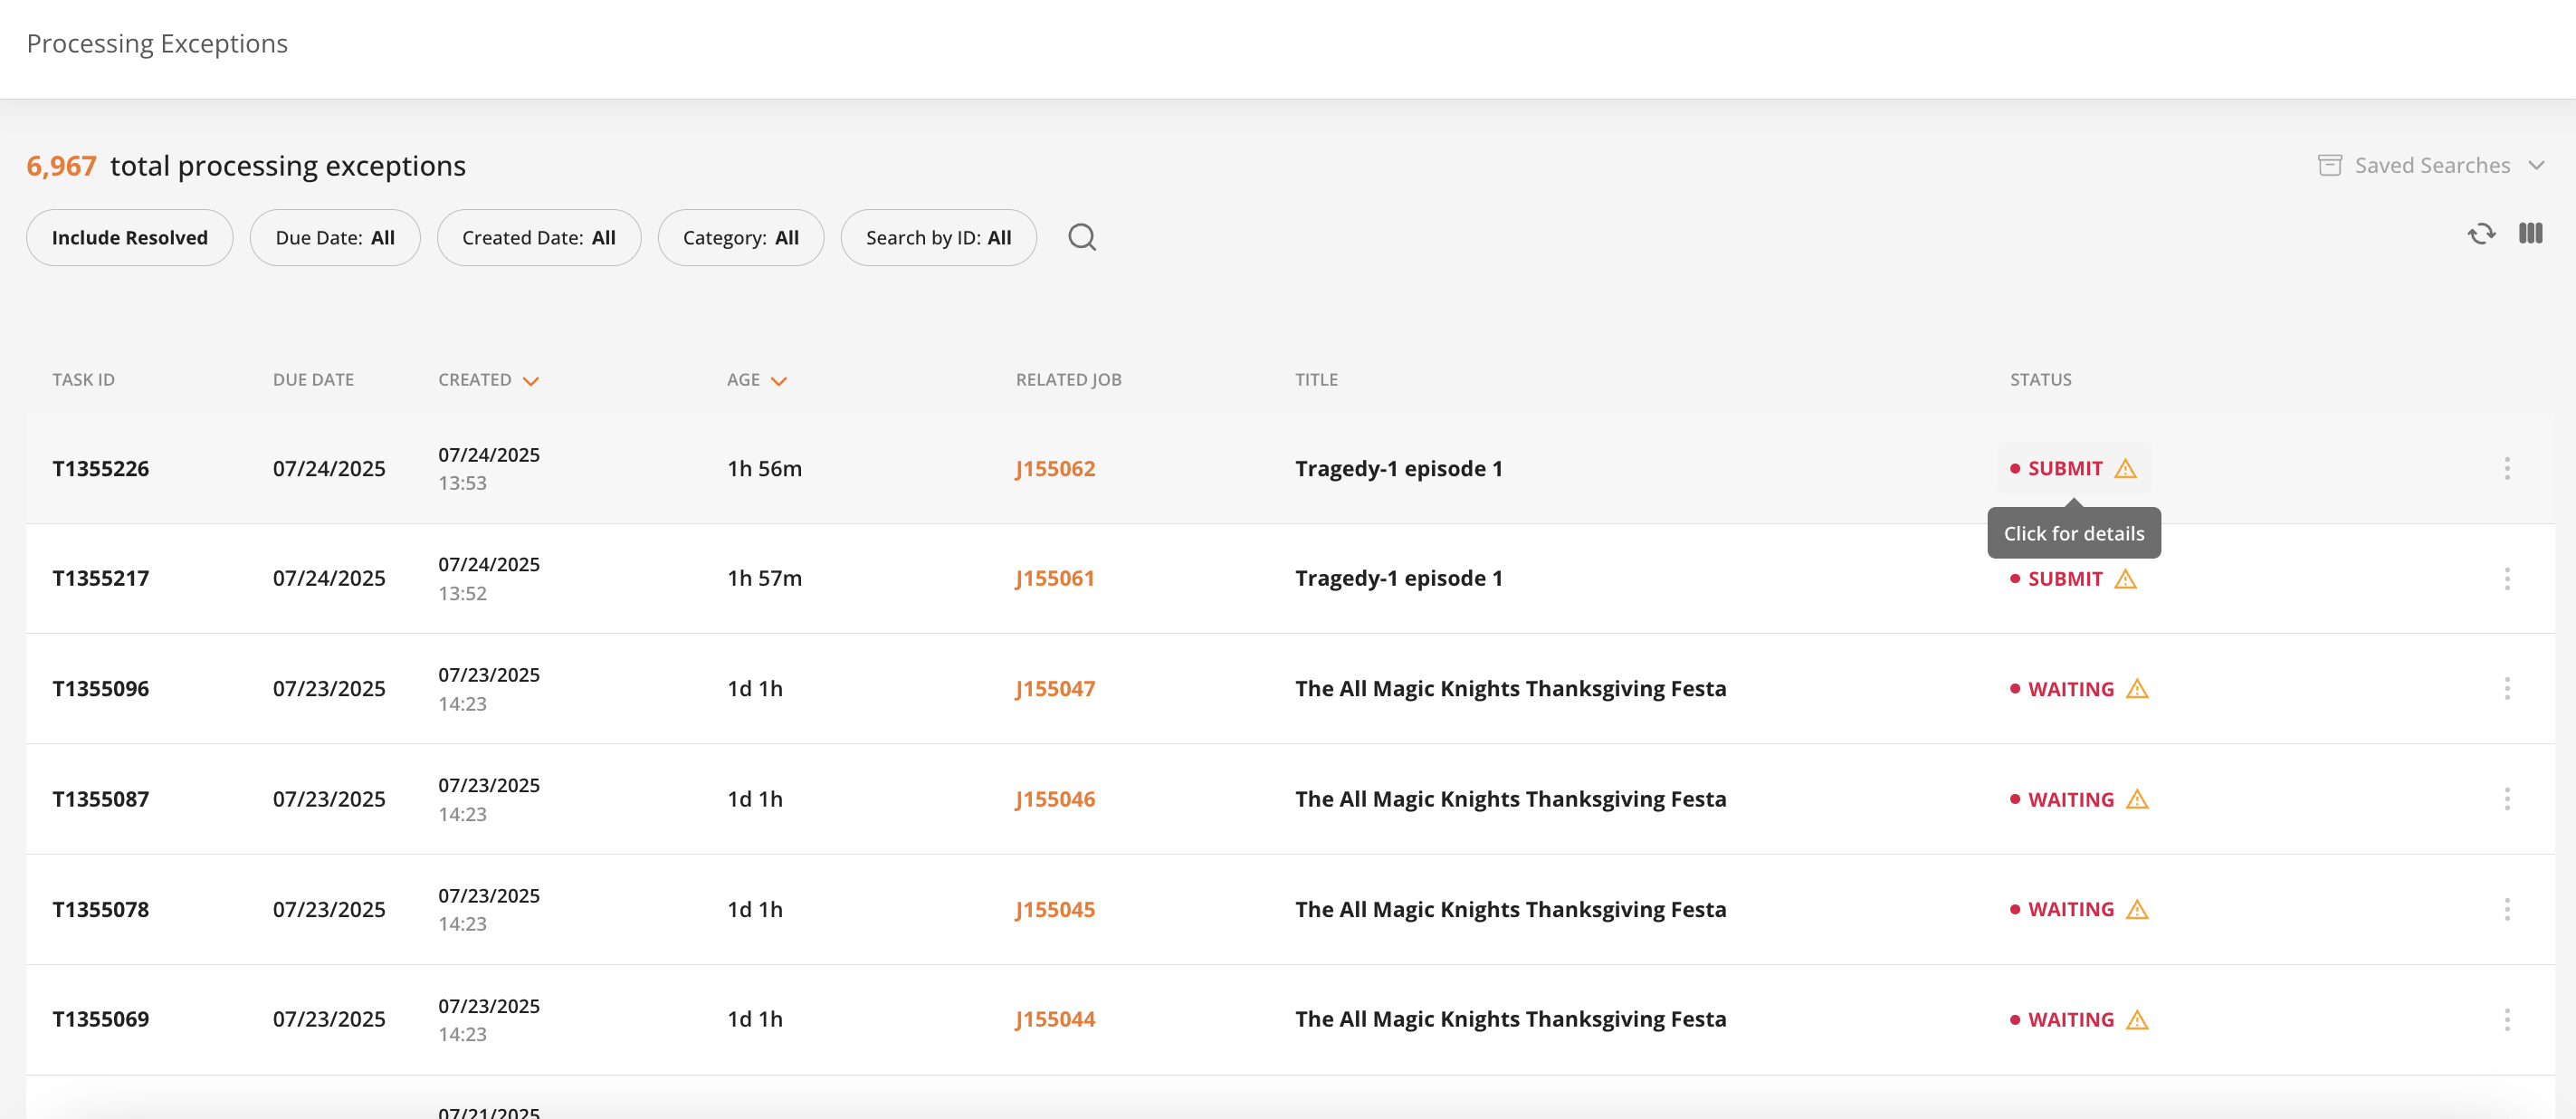 Processing Exceptions
6,967 total processing exceptions
Saved Searches
Include Resolved
Due Date: All
Created Date: All
Category: All
Search by ID: All
TASK ID DUE DATE CREATED AGE RELATED JOB TITLE STATUS
T1355226 07/24/2025 07/24/2025 1h 56m J155062 Tragedy-1 episode 1 SUBMIT
13:53
Click for details
T1355217 07/24/2025 07/24/2025 1h 57m J155061 Tragedy-1 episode 1 SUBMIT
13:52
T1355096 07/23/2025 07/23/2025 1d 1h J155047 The All Magic Knights Thanksgiving Festa WAITING
14:23
T1355087 07/23/2025 07/23/2025 1d 1h J155046 The All Magic Knights Thanksgiving Festa WAITING
14:23
T1355078 07/23/2025 07/23/2025 1d 1h J155045 The All Magic Knights Thanksgiving Festa WAITING
14:23
T1355069 07/23/2025 07/23/2025 1d 1h J155044 The All Magic Knights Thanksgiving Festa WAITING
14:23
07/21/2025